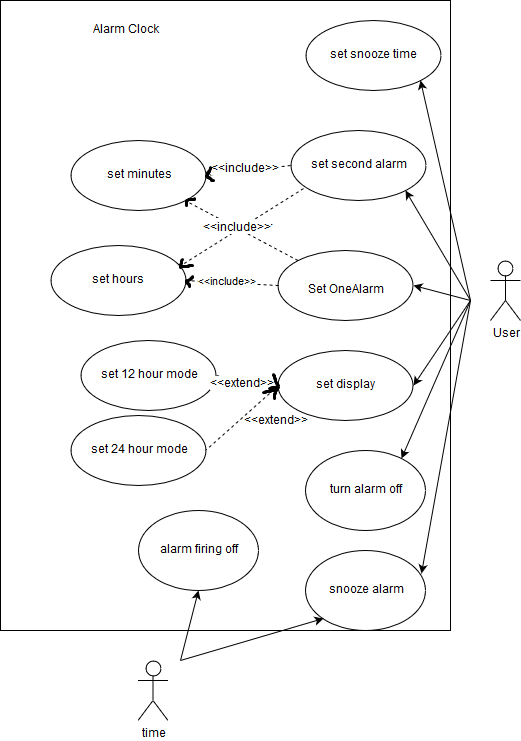 Alarm Clock
set snooze time
set minutes
<<include>>
set second alarm
<<include>>
set hours
<<include>>
Set OneAlarm
User
set 12 hour mode
<<extend>>
set display
<<extend>>
set 24 hour mode
turn alarm off
alarm firing off
snooze alarm
time